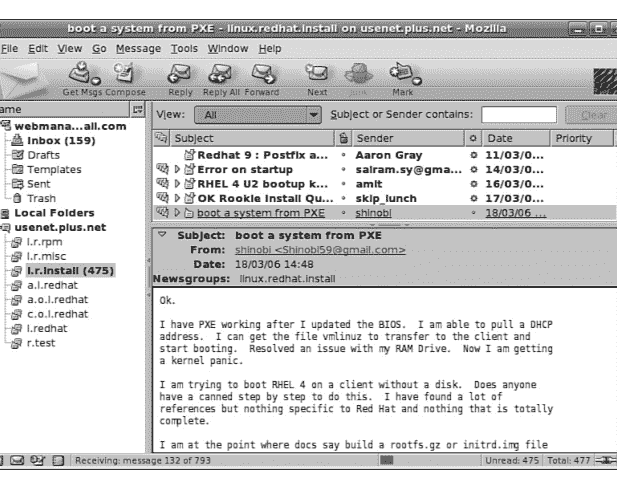 boot a system from PXE - linux.redhat.install on usenet.plus.net - Mozilla
File Edit View Go Message Tools Window Help
Get Msgs Compose Reply Reply All Forward Next Junk Mark
ame
View: All Subject or Sender contains: Clear
webmana...ail.com
Inbox (159)
Drafts
Templates
Sent
Trash
Local Folders
usenet.plus.net
l.r.rpm
l.r.misc
l.r.install (475)
a.l.redhat
a.o.l.redhat
c.o.l.redhat
l.redhat
r.test
Subject Sender Date Priority
Redhat 9 : Postfix a... Aaron Gray 11/03/0...
Error on startup sairam.sy@gma... 14/03/0...
RHEL 4 U2 bootup k... amit 16/03/0...
OK Rookie Install Qu... skip_lunch 17/03/0...
boot a system from PXE shinobi 18/03/06 ...
Subject: boot a system from PXE
From: shinobi <Shinobi59@gmail.com>
Date: 18/03/06 14:48
Newsgroups: linux.redhat.install
Ok.
I have PXE working after I updated the BIOS. I am able to pull a DHCP
address. I can get the file vmlinuz to transfer to the client and
start booting. Resolved an issue with my RAM Drive. Now I am getting
a kernel panic.
I am trying to boot RHEL 4 on a client without a disk. Does anyone
have a canned step by step to do this. I have found a lot of
references but nothing specific to Red Hat and nothing that is totally
complete.
I am at the point where docs say build a rootfs.gz or initrd.img file
Receiving: message 132 of 793 Unread: 475 Total: 477